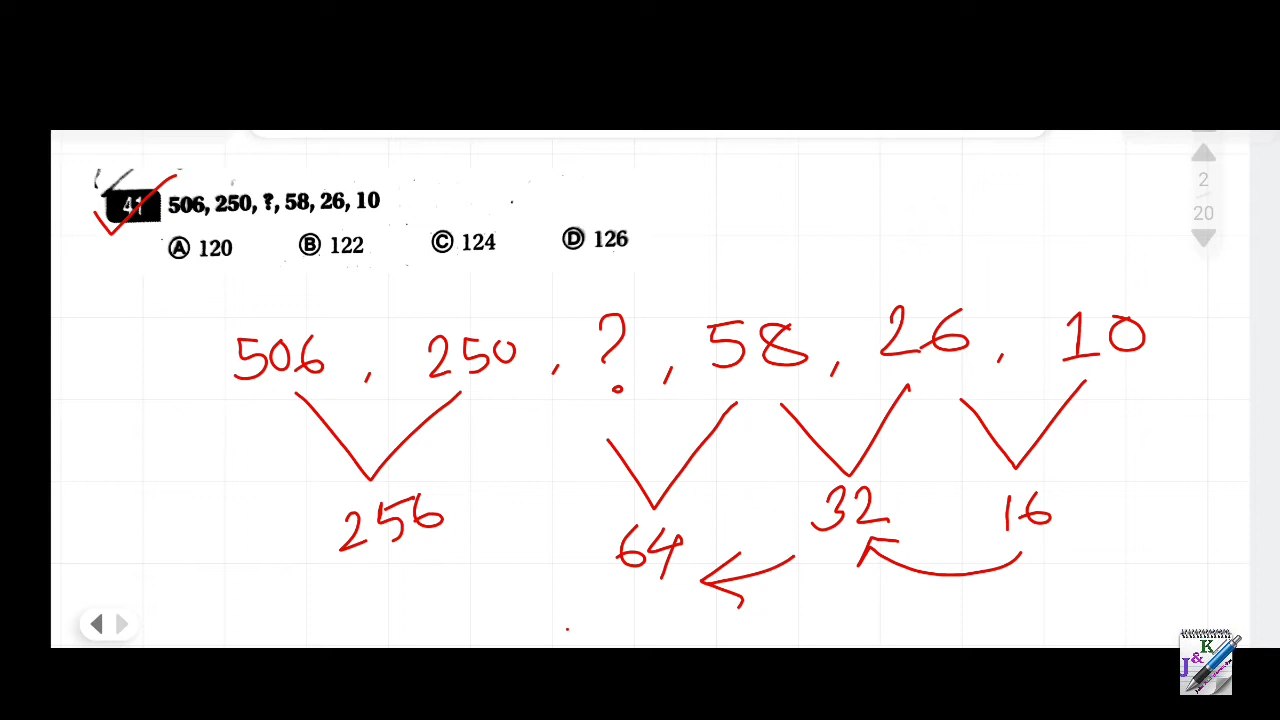 41 506, 250, ?, 58, 26, 10
Ⓐ 120 Ⓑ 122 Ⓒ 124 Ⓓ 126
506 , 250 , ? , 58 , 26 , 10
256 64 32 16
2
20
J&K